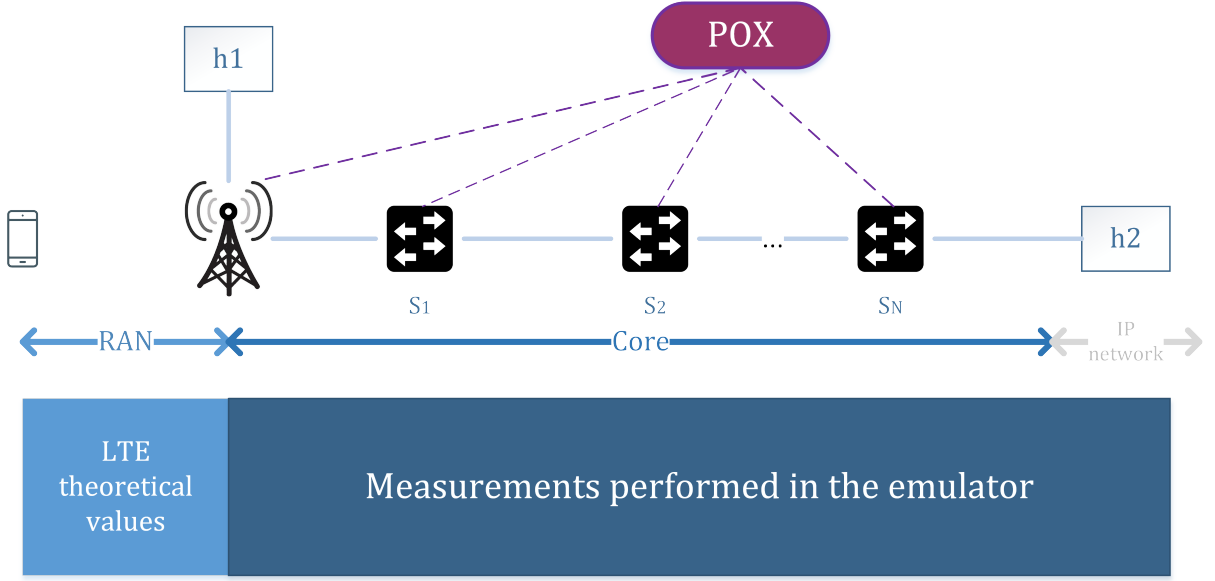 POX
h1
h2
...
S1
S2
SN
RAN
Core
IP
network
LTE
theoretical
values
Measurements performed in the emulator